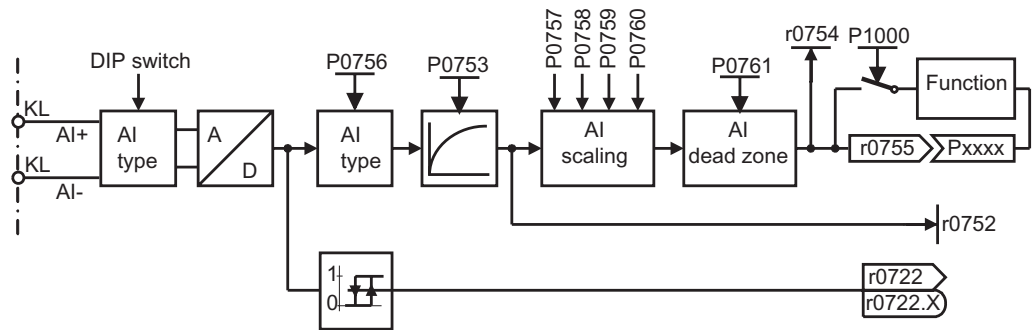 DIP switch
P0756
P0753
P0757
P0758
P0759
P0760
P0761
r0754
P1000
KL
AI+
KL
AI-
AI
type
A
D
AI
type
AI
scaling
AI
dead zone
Function
r0755
Pxxxx
r0752
1
0
r0722
r0722.X